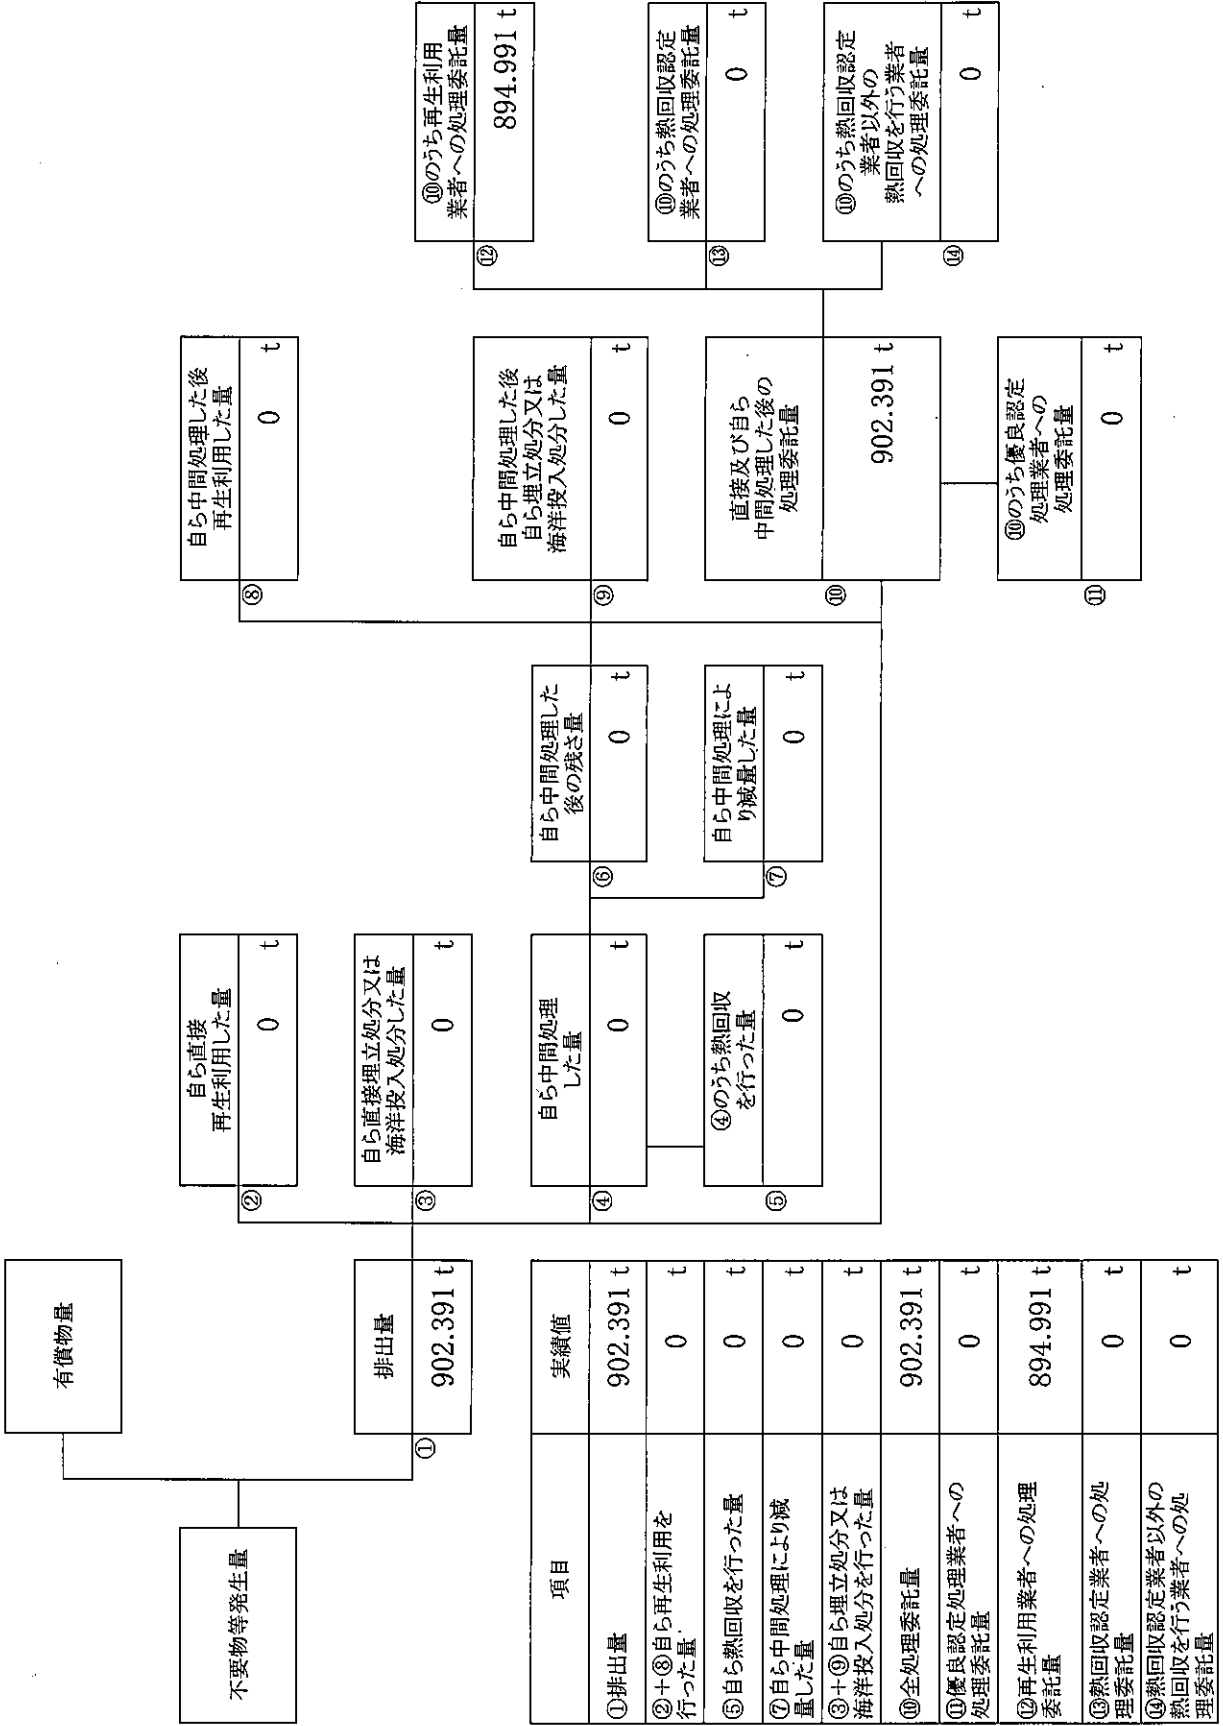 不要物等発生量
有償物量
排出量
①
902.391 t
自ら直接
再生利用した量
②
0 t
自ら直接埋立処分又は
海洋投入処分した量
③
0 t
自ら中間処理
した量
④
0 t
④のうち熱回収
を行った量
⑤
0 t
自ら中間処理した
後の残さ量
⑥
0 t
自ら中間処理によ
り減量した量
⑦
0 t
自ら中間処理した後
再生利用した量
⑧
0 t
自ら中間処理した後
自ら埋立処分又は
海洋投入処分した量
⑨
0 t
直接及び自ら
中間処理した後の
処理委託量
⑩
902.391 t
⑩のうち優良認定
処理業者への
処理委託量
⑪
0 t
⑩のうち再生利用
業者への処理委託量
⑫
894.991 t
⑩のうち熱回収認定
業者への処理委託量
⑬
0 t
⑩のうち熱回収認定
業者以外の
熱回収を行う業者
への処理委託量
⑭
0 t
項目 実績値
①排出量 902.391 t
②+⑧自ら再生利用を
行った量 0 t
⑤自ら熱回収を行った量 0 t
⑦自ら中間処理により減
量した量 0 t
③+⑨自ら埋立処分又は
海洋投入処分を行った量 0 t
⑩全処理委託量 902.391 t
⑪優良認定処理業者への
処理委託量 0 t
⑫再生利用業者への処理
委託量 894.991 t
⑬熱回収認定業者への処
理委託量 0 t
⑭熱回収認定業者以外の
熱回収を行う業者への処
理委託量 0 t